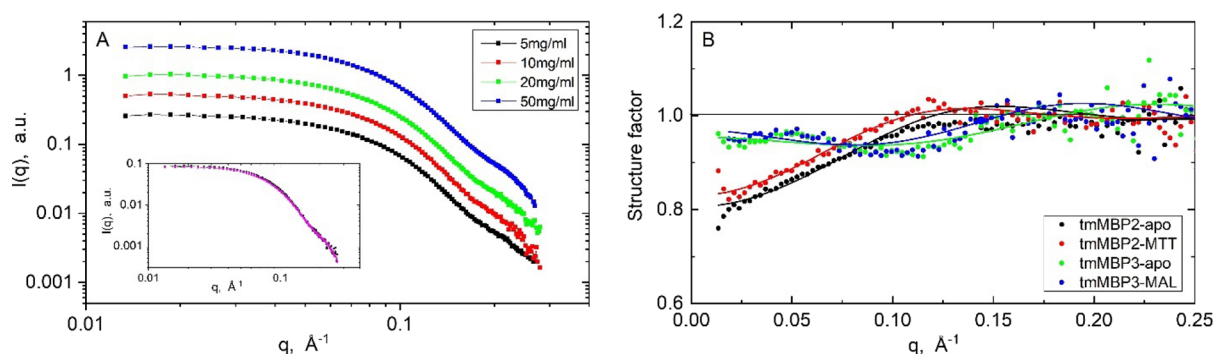 A
5mg/ml
10mg/ml
20mg/ml
50mg/ml
I(q), a.u.
1
0.1
0.01
0.001
0.01
0.1
q, Å-1
I(q). a.u.
0.1
0.01
0.001
0.01
0.1
q, Å-1
B
Structure factor
1.2
1.0
0.8
0.6
tmMBP2-apo
tmMBP2-MTT
tmMBP3-apo
tmMBP3-MAL
0.00
0.05
0.10
0.15
0.20
0.25
q, Å-1